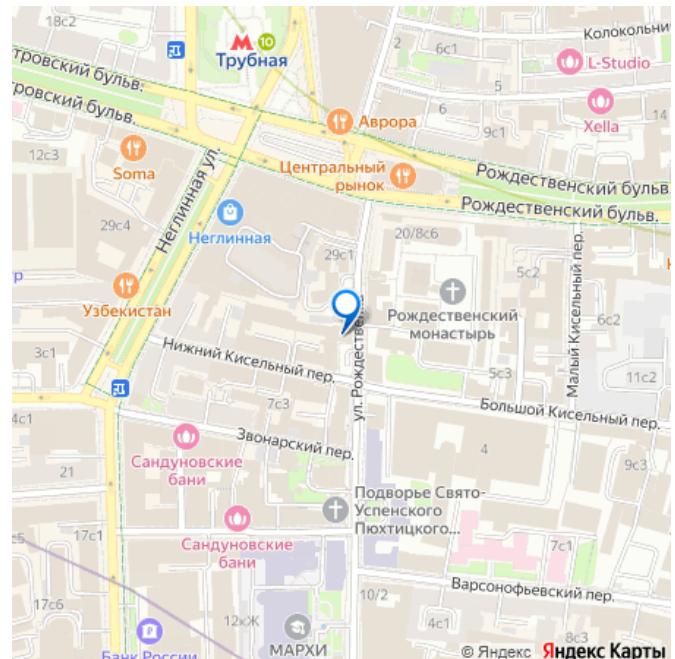 18с2
10
Трубная
2
6с1
Колокольни
L-Studio
тровский бульв.
тровский бульв.
5
6
Xella
9с1
14
Аврора
12с3
Soma
Неглинная ул.
Центральный
рынок
Рождественский бульв.
Рождественский бульв.
29с4
Неглинная
20/8с6
29с1
5с2
Узбекистан
Рождественский
монастырь
Малый Кисельный пер.
6с2
3с1
Нижний Кисельный пер.
ул. Рождестве
5с3
11с2
4с1
7с3
Большой Кисельный пер.
Звонарский пер.
4
21
Сандуновские
бани
9с3
Подворье Свято-
Успенского
Пюхтицкого...
17с1
Сандуновские
бани
7с1
Варсонофьевский пер.
17с6
10/2
12кЖ
4с1
МАРХИ
8с3
Банк России
© Яндекс Яндекс Карты